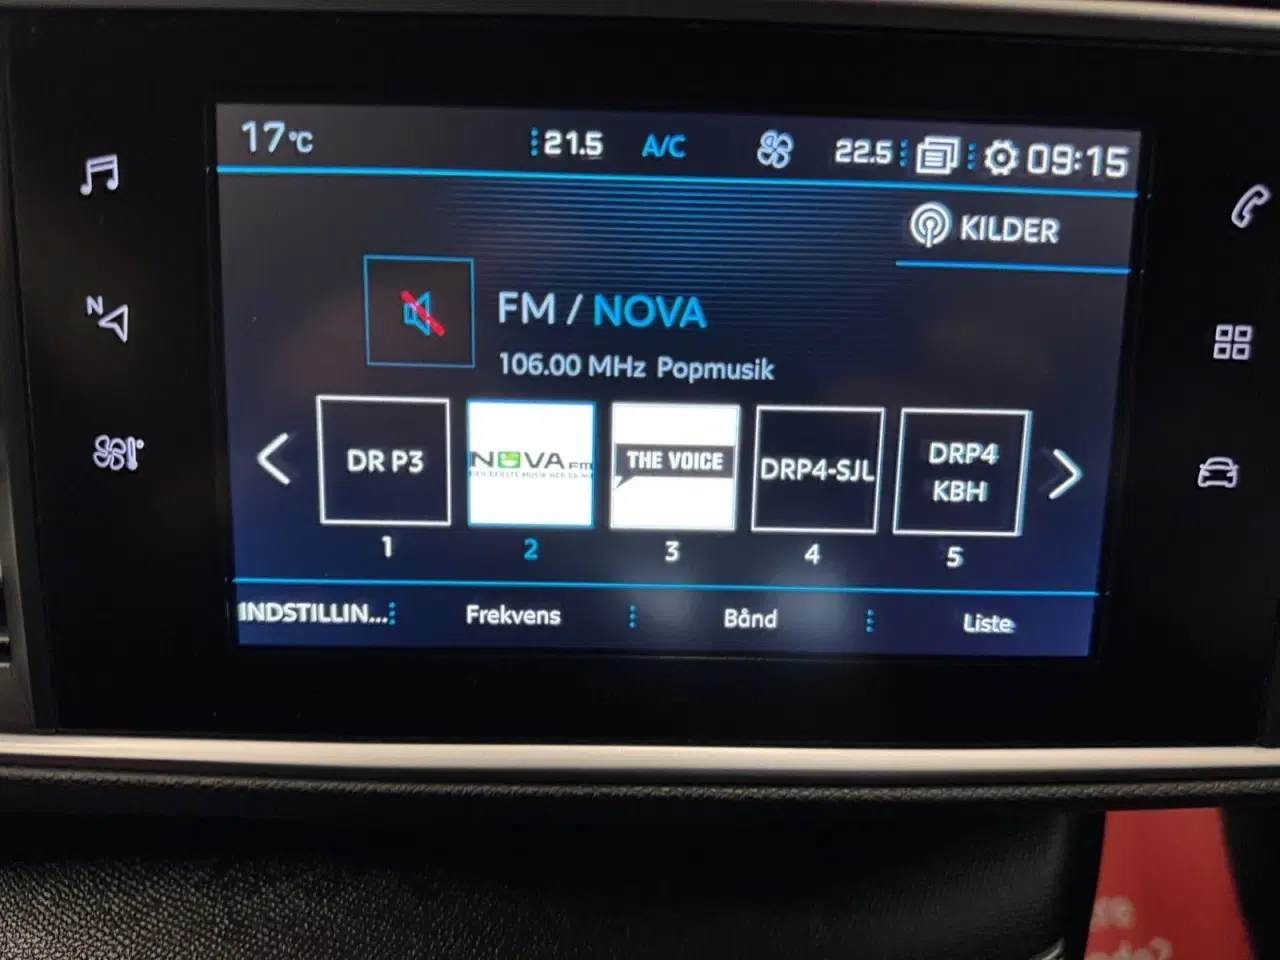 17°C
21.5 A/C 22.5 09:15
KILDER
FM / NOVA
106.00 MHz Popmusik
DR P3
NOVA FM
THE VOICE
DRP4-SJL
DRP4
KBH
1 2 3 4 5
INDSTILLIN... Frekvens Bånd Liste
N